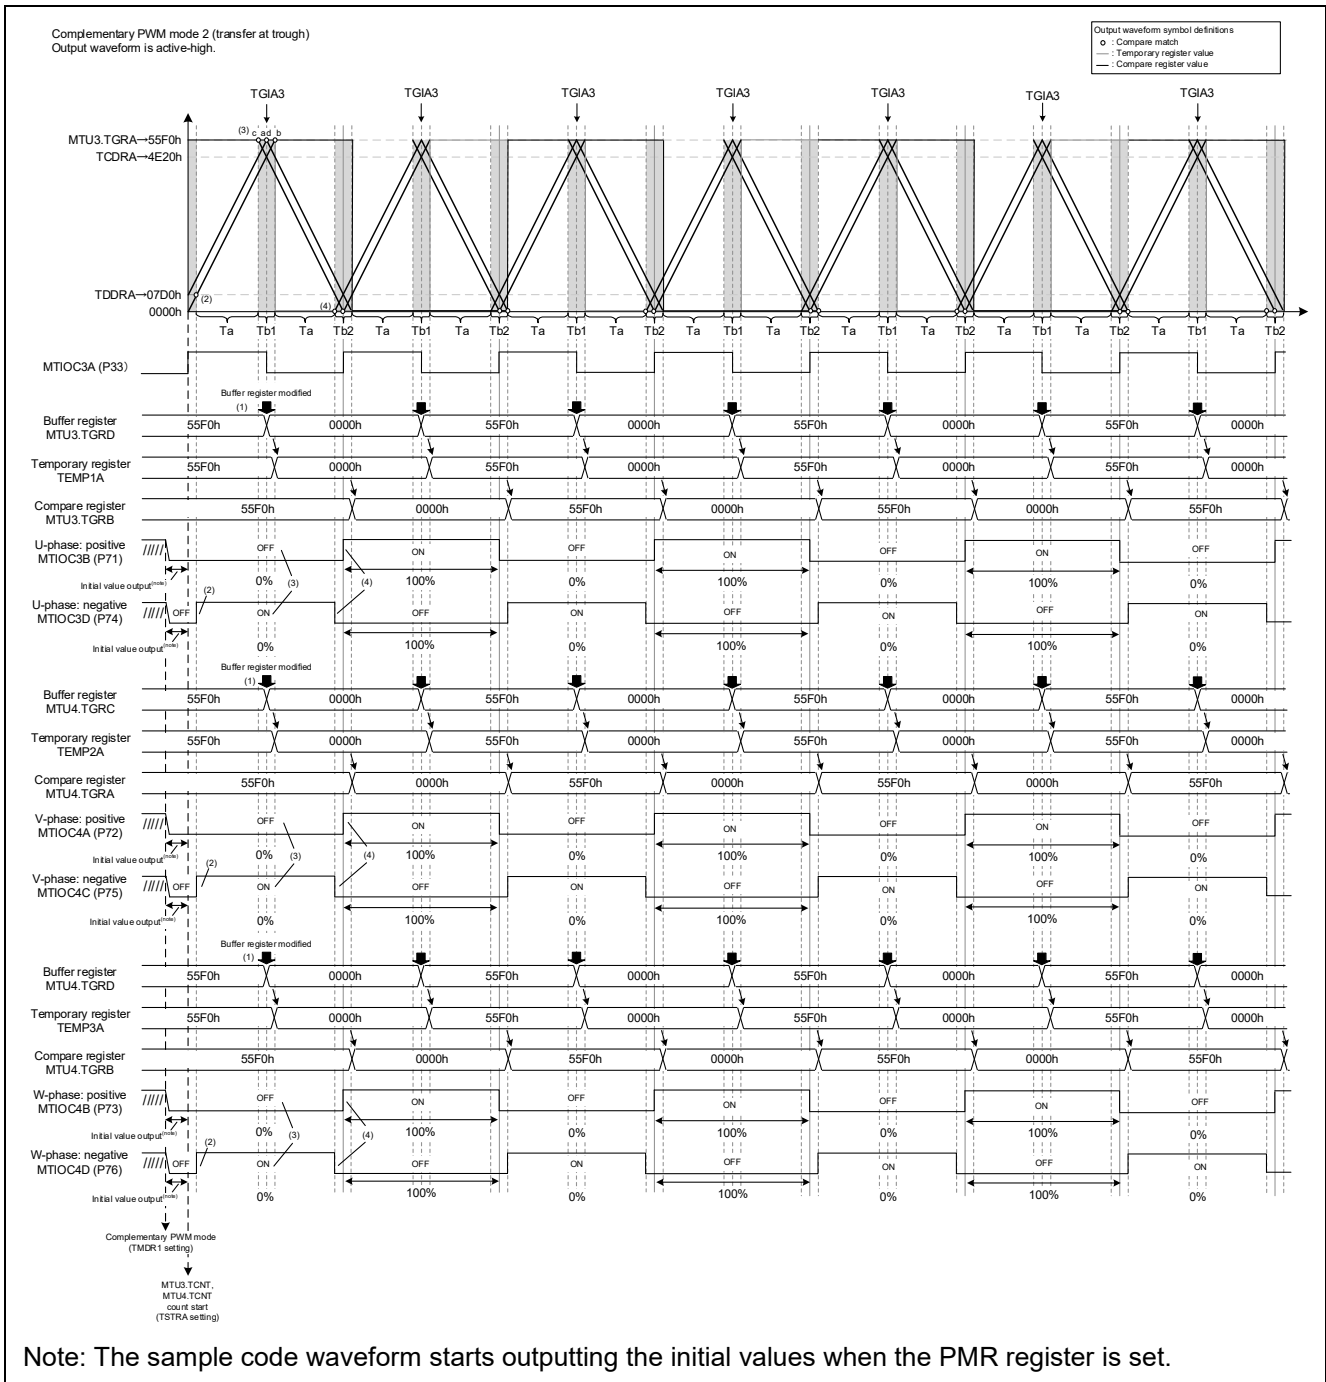 Complementary PWM mode 2 (transfer at trough)
Output waveform is active-high.
Output waveform symbol definitions
: Compare match
: Temporary register value
: Compare register value
TGIA3 TGIA3 TGIA3 TGIA3 TGIA3 TGIA3 TGIA3
(3) c ad b
MTU3.TGRA→55F0h
TCDRA→4E20h
TDDRA→07D0h
(2)
(4)
0000h
Ta Tb1 Ta Tb2 Ta Tb1 Ta Tb2 Ta Tb1 Ta Tb2 Ta Tb1 Ta Tb2 Ta Tb1 Ta Tb2 Ta Tb1 Ta Tb2 Ta Tb1 Ta Tb2
MTIOC3A (P33)
Buffer register modified
(1)
Buffer register
MTU3.TGRD
55F0h 0000h 55F0h 0000h 55F0h 0000h 55F0h 0000h
Temporary register
TEMP1A
55F0h 0000h 55F0h 0000h 55F0h 0000h 55F0h 0000h
Compare register
MTU3.TGRB
55F0h 0000h 55F0h 0000h 55F0h 0000h 55F0h
U-phase: positive
MTIOC3B (P71)
OFF ON OFF ON OFF ON OFF
Initial value output(note)
0% (3) 100% (4) 0% 100% 0% 100% 0%
(2)
U-phase: negative
MTIOC3D (P74)
OFF ON OFF ON OFF ON OFF ON
Initial value output(note)
0% 100% 0% 100% 0% 100% 0%
Buffer register modified
(1)
Buffer register
MTU4.TGRC
55F0h 0000h 55F0h 0000h 55F0h 0000h 55F0h 0000h
Temporary register
TEMP2A
55F0h 0000h 55F0h 0000h 55F0h 0000h 55F0h 0000h
Compare register
MTU4.TGRA
55F0h 0000h 55F0h 0000h 55F0h 0000h 55F0h
V-phase: positive
MTIOC4A (P72)
OFF ON OFF ON OFF ON OFF
Initial value output(note)
0% (3) 100% (4) 0% 100% 0% 100% 0%
(2)
V-phase: negative
MTIOC4C (P75)
OFF ON OFF ON OFF ON OFF ON
Initial value output(note)
0% 100% 0% 100% 0% 100% 0%
Buffer register modified
(1)
Buffer register
MTU4.TGRD
55F0h 0000h 55F0h 0000h 55F0h 0000h 55F0h 0000h
Temporary register
TEMP3A
55F0h 0000h 55F0h 0000h 55F0h 0000h 55F0h 0000h
Compare register
MTU4.TGRB
55F0h 0000h 55F0h 0000h 55F0h 0000h 55F0h
W-phase: positive
MTIOC4B (P73)
OFF ON OFF ON OFF ON OFF
Initial value output(note)
0% (3) 100% (4) 0% 100% 0% 100% 0%
(2)
W-phase: negative
MTIOC4D (P76)
OFF ON OFF ON OFF ON OFF ON
Initial value output(note)
0% 100% 0% 100% 0% 100% 0%
Complementary PWM mode
(TMDR1 setting)
MTU3.TCNT,
MTU4.TCNT
count start
(TSTRA setting)
Note: The sample code waveform starts outputting the initial values when the PMR register is set.